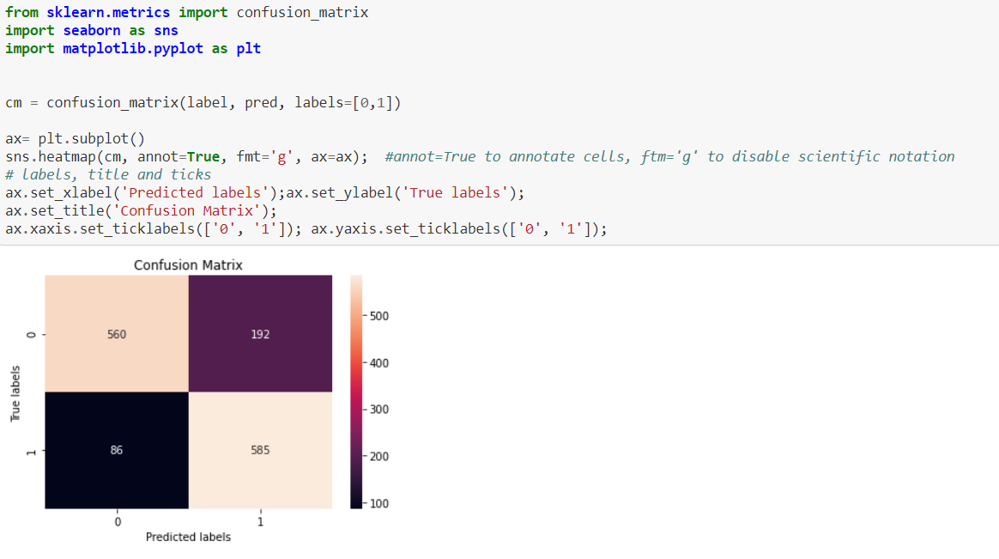 from sklearn.metrics import confusion_matrix
import seaborn as sns
import matplotlib.pyplot as plt
cm = confusion_matrix(label, pred, labels=[0,1])
ax= plt.subplot()
sns.heatmap(cm, annot=True, fmt='g', ax=ax);  #annot=True to annotate cells, ftm='g' to disable scientific notation
# labels, title and ticks
ax.set_xlabel('Predicted labels');ax.set_ylabel('True labels');
ax.set_title('Confusion Matrix');
ax.xaxis.set_ticklabels(['0', '1']); ax.yaxis.set_ticklabels(['0', '1']);
Confusion Matrix
True labels
0
1
560
192
86
585
0
1
Predicted labels
500
400
300
200
100